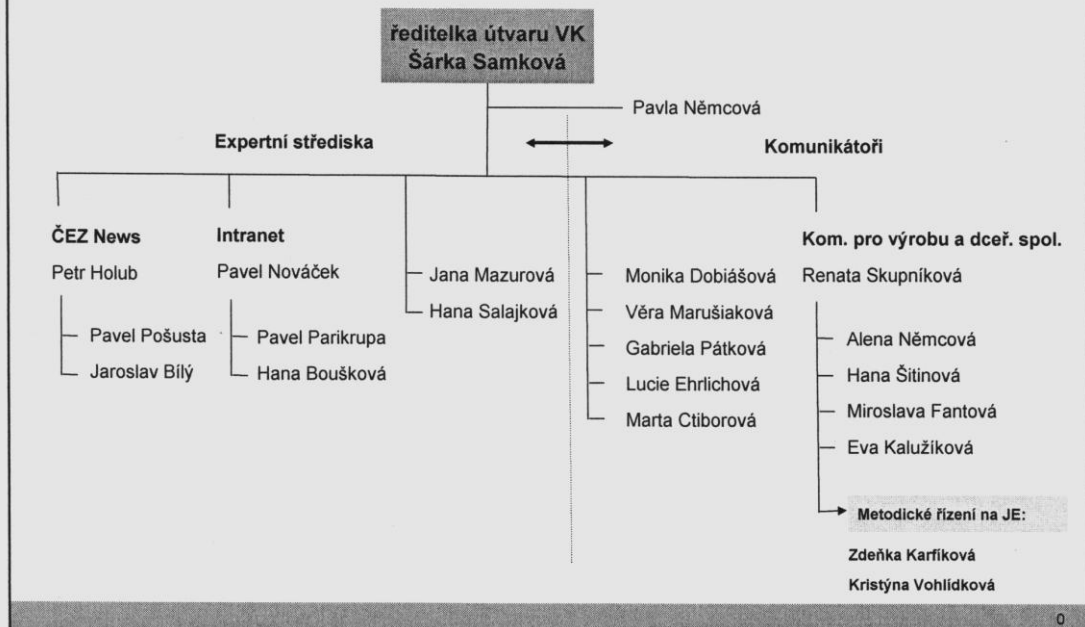 ředitelka útvaru VK
Šárka Samková
Pavla Němcová
Expertní střediska
Komunikátoři
ČEZ News
Petr Holub
Pavel Pošusta
Jaroslav Bílý
Intranet
Pavel Nováček
Pavel Parikrupa
Hana Boušková
Jana Mazurová
Hana Salajková
Monika Dobiášová
Věra Marušiaková
Gabriela Pátková
Lucie Ehrlichová
Marta Ctiborová
Kom. pro výrobu a dceř. spol.
Renata Skupníková
Alena Němcová
Hana Šitinová
Miroslava Fantová
Eva Kalužíková
Metodické řízení na JE:
Zdeňka Karfíková
Kristýna Vohlídková
0